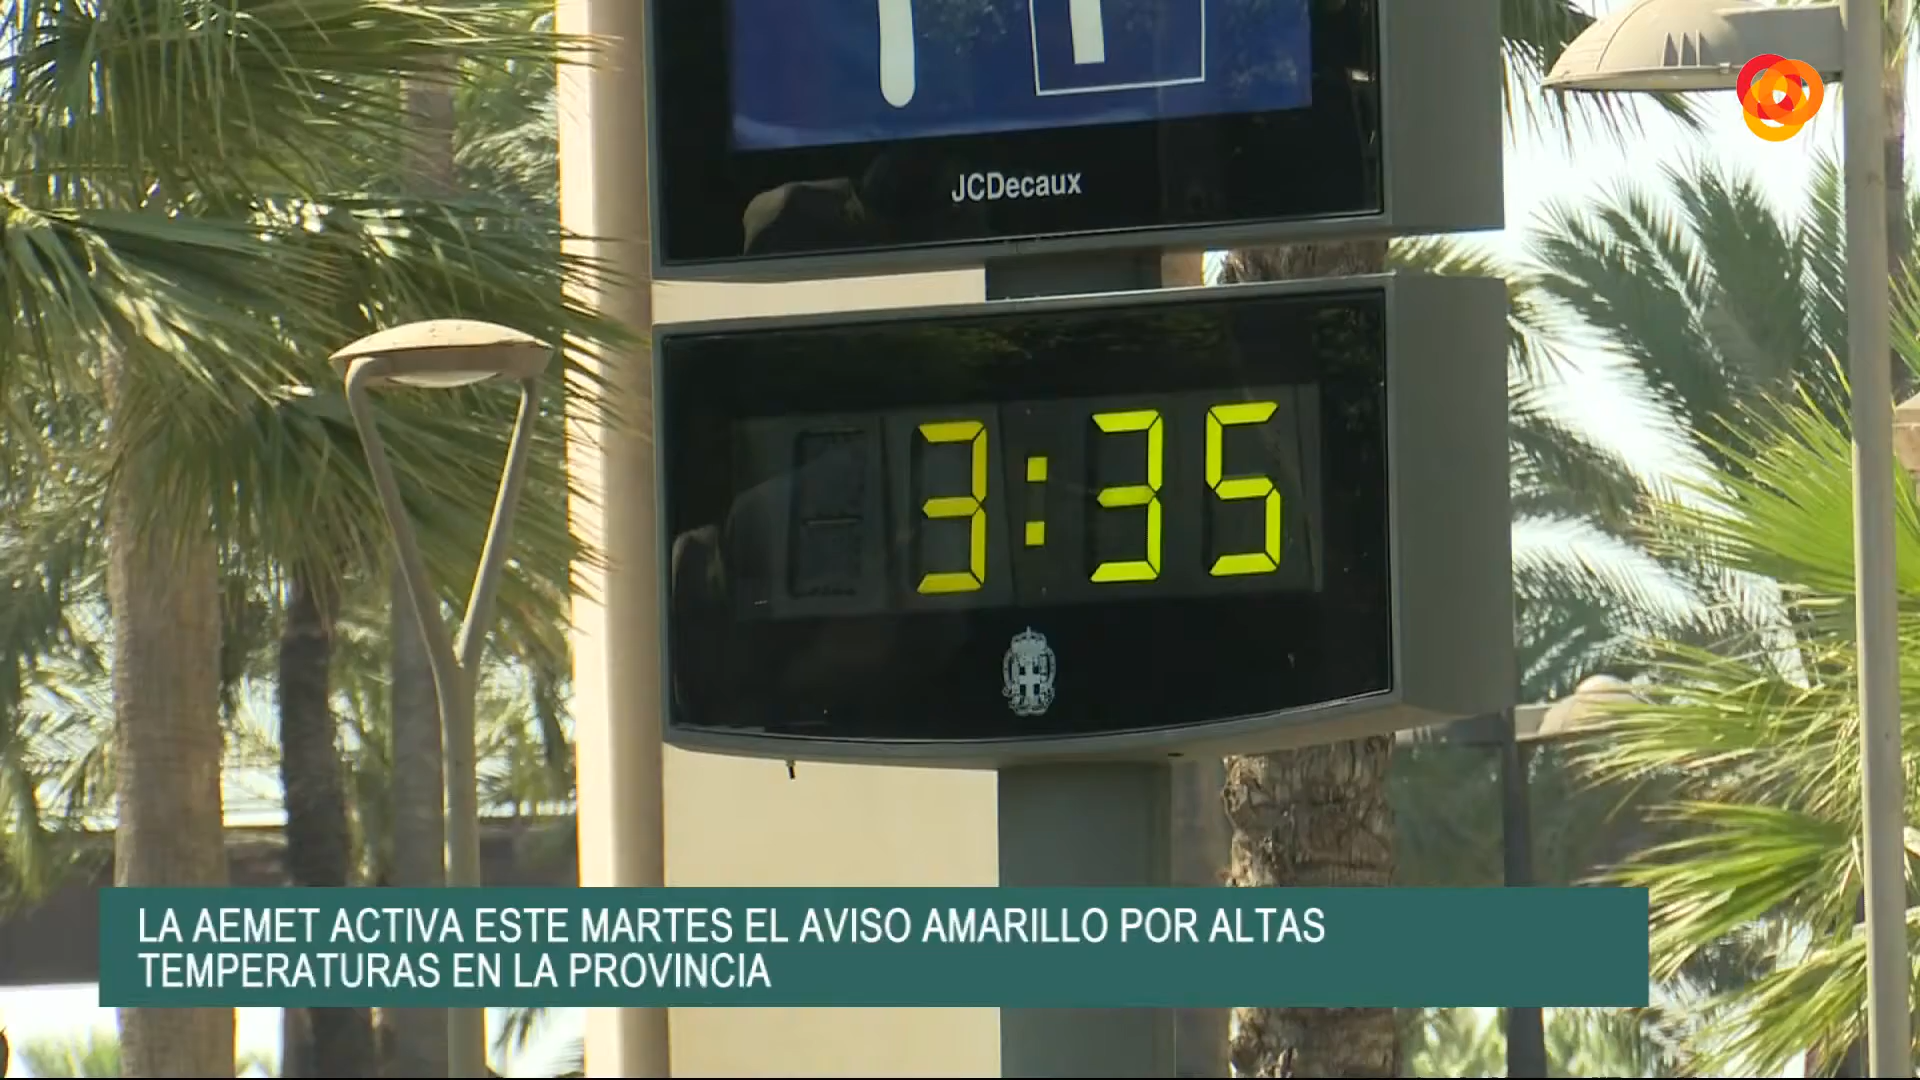 JCDecaux
3:35
LA AEMET ACTIVA ESTE MARTES EL AVISO AMARILLO POR ALTAS
TEMPERATURAS EN LA PROVINCIA